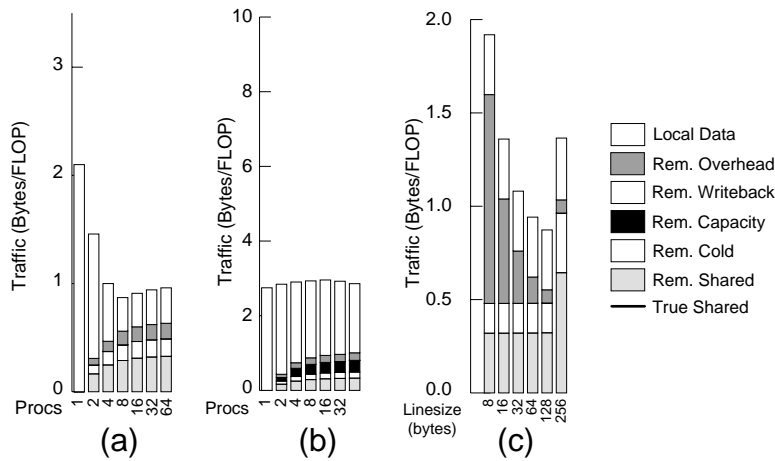 Traffic (Bytes/FLOP)
3
2
1
0
Procs
1
2
4
8
16
32
64
(a)
Traffic (Bytes/FLOP)
10
8
6
4
2
0
Procs
1
2
4
8
16
32
(b)
Traffic (Bytes/FLOP)
2.0
1.5
1.0
0.5
0.0
Linesize
(bytes)
8
16
32
64
128
256
(c)
Local Data
Rem. Overhead
Rem. Writeback
Rem. Capacity
Rem. Cold
Rem. Shared
True Shared